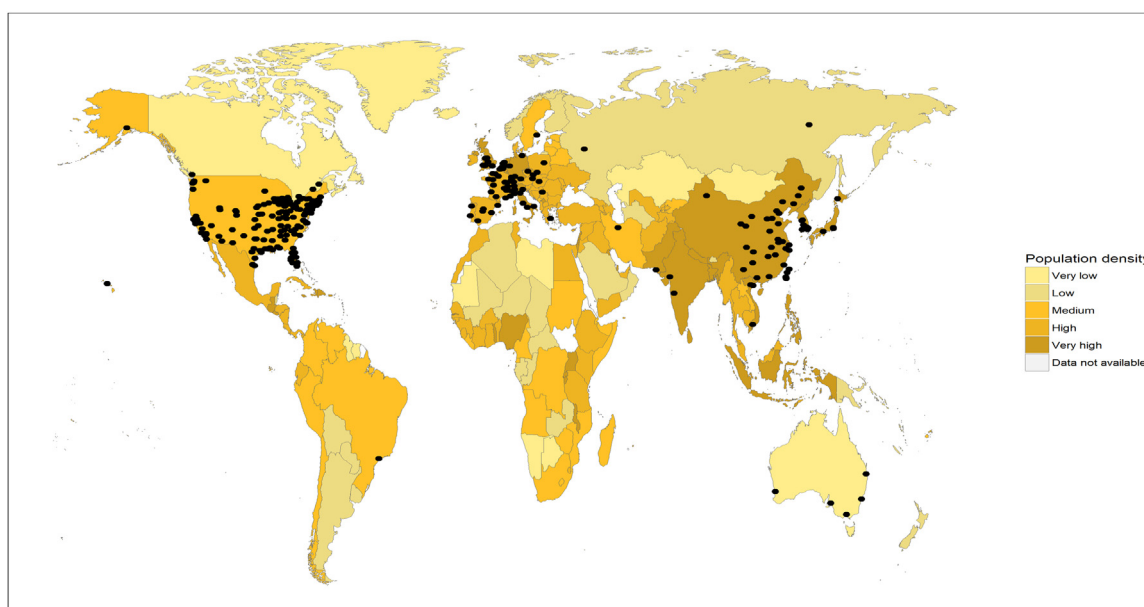 Population density
Very low
Low
Medium
High
Very high
Data not available